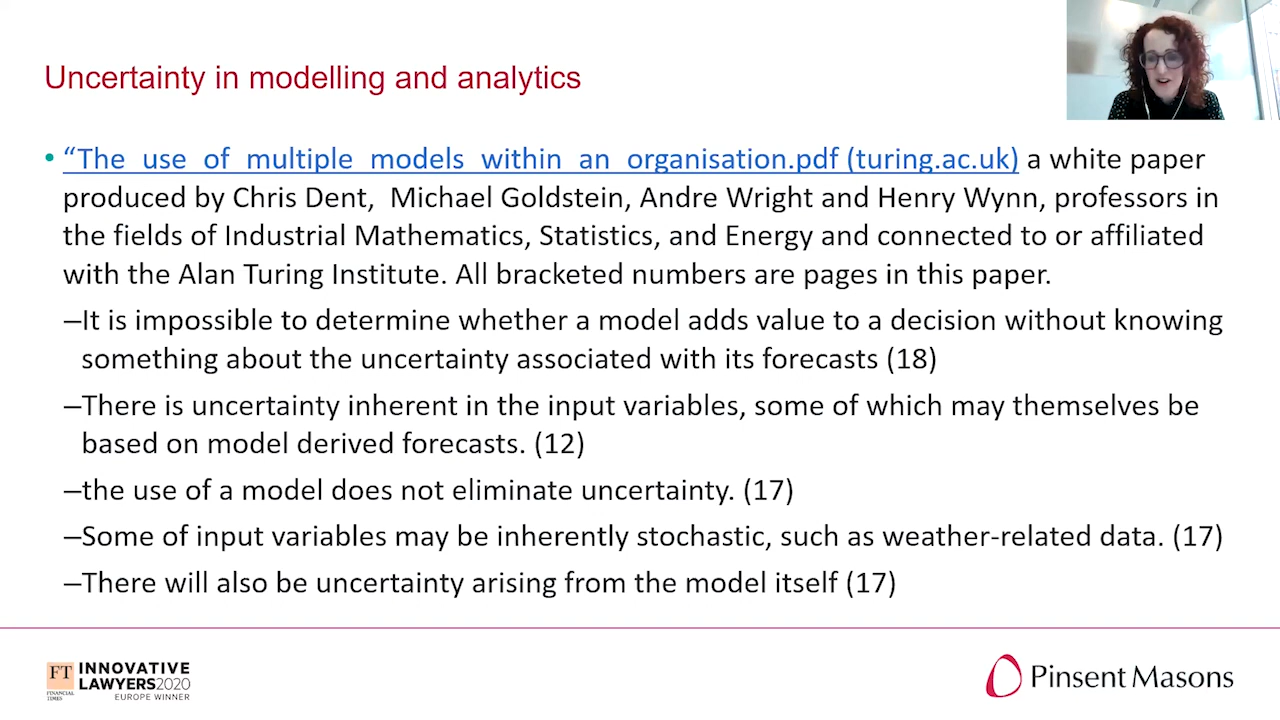 Uncertainty in modelling and analytics
• “The use of multiple models within an organisation.pdf (turing.ac.uk) a white paper
produced by Chris Dent, Michael Goldstein, Andre Wright and Henry Wynn, professors in
the fields of Industrial Mathematics, Statistics, and Energy and connected to or affiliated
with the Alan Turing Institute. All bracketed numbers are pages in this paper.
–It is impossible to determine whether a model adds value to a decision without knowing
something about the uncertainty associated with its forecasts (18)
–There is uncertainty inherent in the input variables, some of which may themselves be
based on model derived forecasts. (12)
–the use of a model does not eliminate uncertainty. (17)
–Some of input variables may be inherently stochastic, such as weather-related data. (17)
–There will also be uncertainty arising from the model itself (17)
FT
FINANCIAL
TIMES
INNOVATIVE
LAWYERS2020
EUROPE WINNER
Pinsent Masons